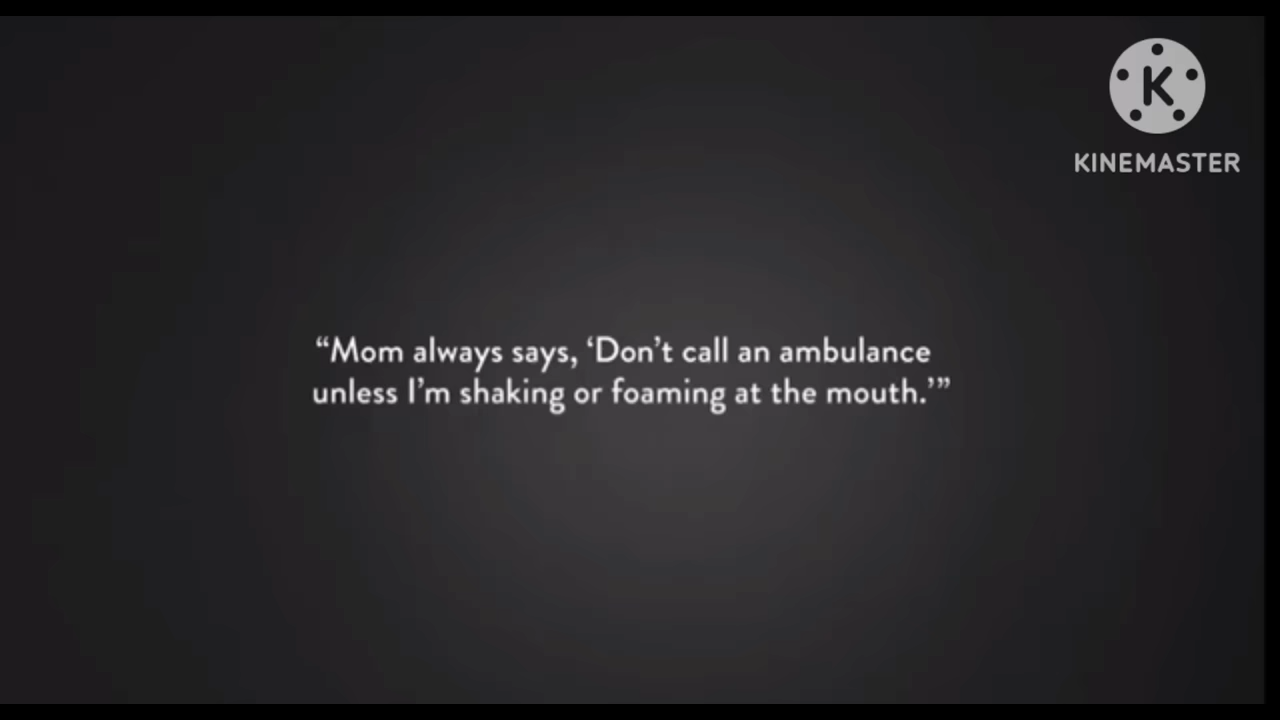 KINEMASTER
“Mom always says, ‘Don’t call an ambulance
unless I’m shaking or foaming at the mouth.’”